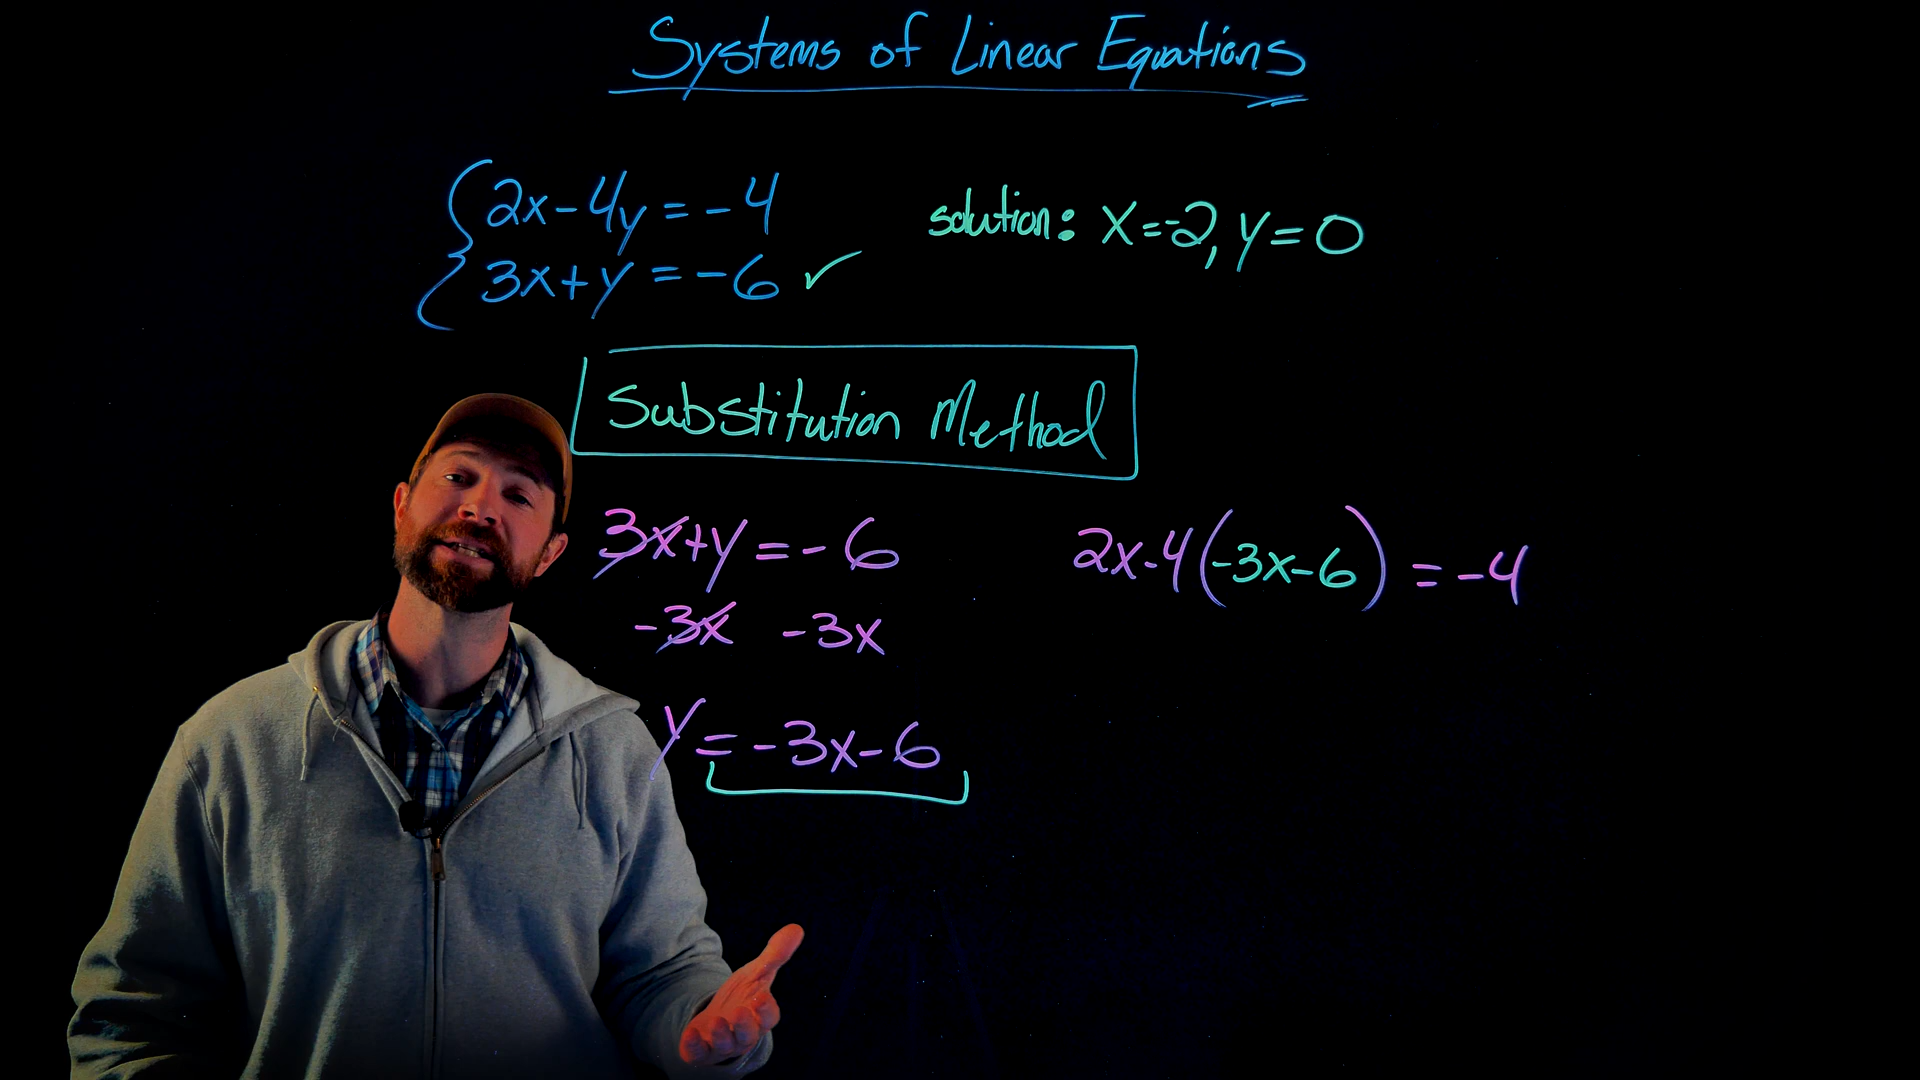 Systems of Linear Equations
2x-4y=-4
3x+y=-6 ✓
solution: x=-2, y=0
Substitution Method
3x+y=-6
-3x -3x
y=-3x-6
2x-4(-3x-6)=-4